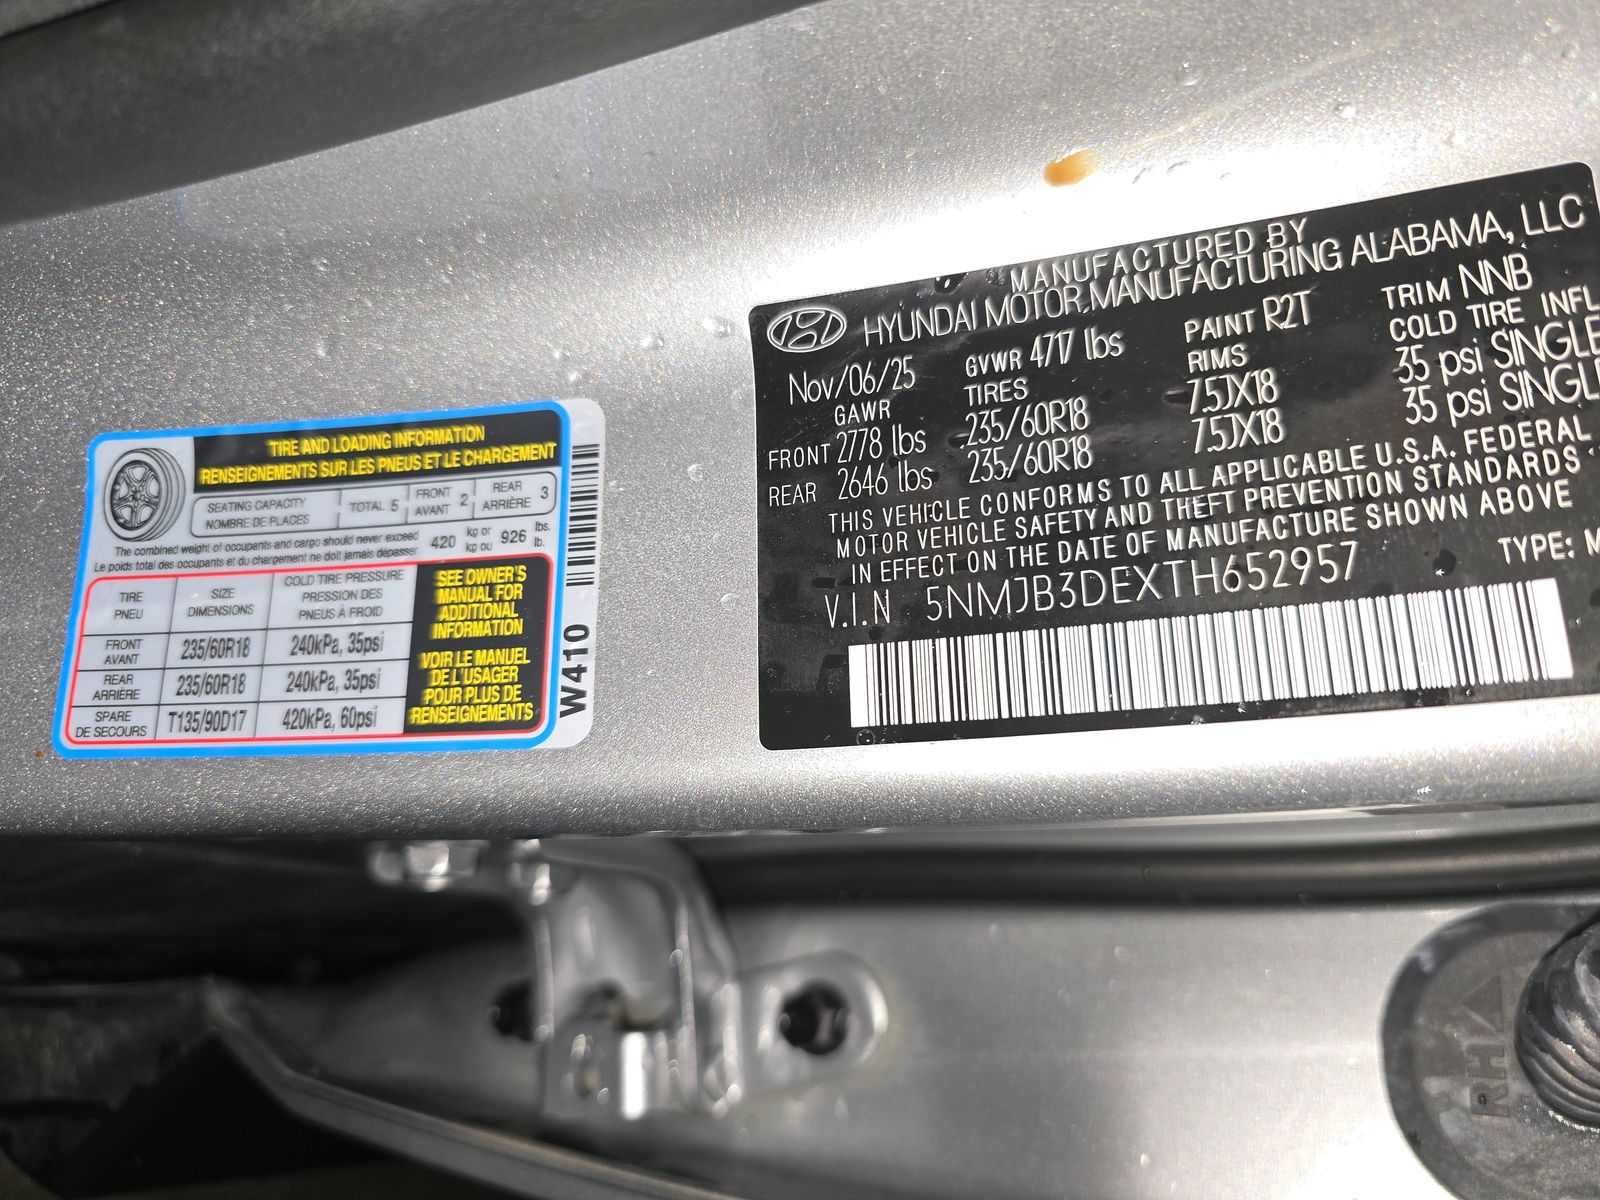 TIRE AND LOADING INFORMATION
RENSEIGNEMENTS SUR LES PNEUS ET LE CHARGEMENT
SEATING CAPACITY
NOMBRE DE PLACES
TOTAL 5
FRONT
AVANT 2
REAR
ARRIÈRE 3
The combined weight of occupants and cargo should never exceed
Le poids total des occupants et du chargement ne doit jamais dépasser
420 kg or
kg ou 926 lbs.
lb.
TIRE
PNEU
SIZE
DIMENSIONS
COLD TIRE PRESSURE
PRESSION DES
PNEUS À FROID
FRONT
AVANT
235/60R18
240kPa, 35psi
REAR
ARRIÈRE
235/60R18
240kPa, 35psi
SPARE
DE SECOURS
T135/90D17
420kPa, 60psi
SEE OWNER'S
MANUAL FOR
ADDITIONAL
INFORMATION
VOIR LE MANUEL
DE L'USAGER
POUR PLUS DE
RENSEIGNEMENTS
W410
MANUFACTURED BY
HYUNDAI MOTOR MANUFACTURING ALABAMA, LLC
Nov/06/25 GVWR 4717 lbs PAINT R2T TRIM NNB
GAWR TIRES RIMS COLD TIRE INFL
FRONT 2778 lbs 235/60R18 7.5JX18 35 psi SINGLE
REAR 2646 lbs 235/60R18 7.5JX18 35 psi SINGL
THIS VEHICLE CONFORMS TO ALL APPLICABLE U.S.A. FEDERAL
MOTOR VEHICLE SAFETY AND THEFT PREVENTION STANDARDS
IN EFFECT ON THE DATE OF MANUFACTURE SHOWN ABOVE
V.I.N 5NMJB3DEXTH652957 TYPE: M
RH